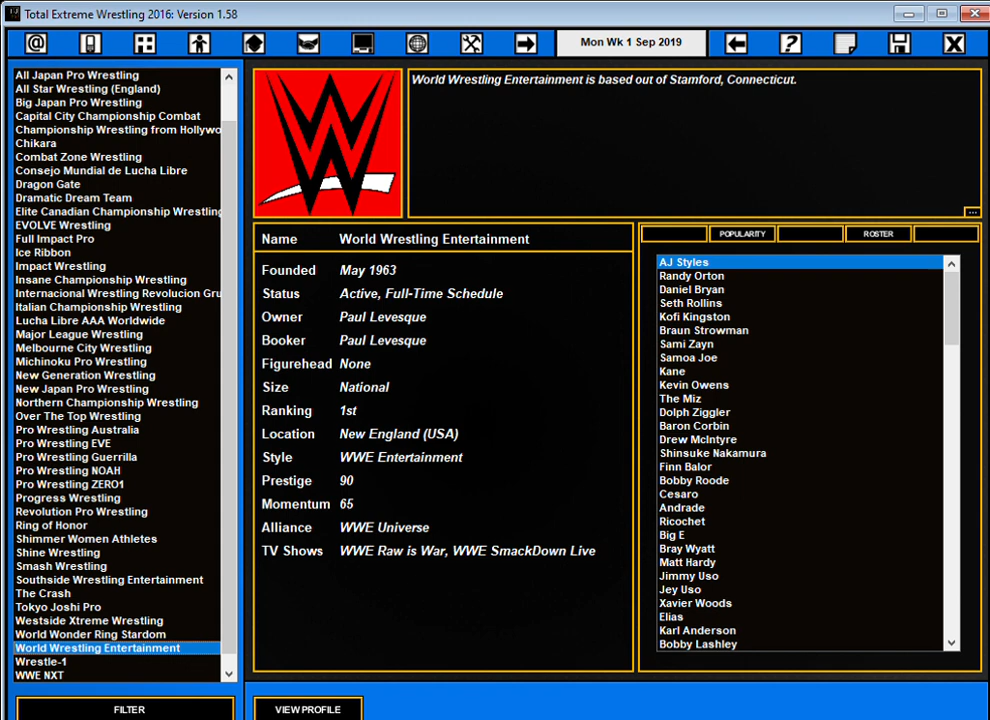 Total Extreme Wrestling 2016: Version 1.58
@
Mon Wk 1 Sep 2019
?
X
All Japan Pro Wrestling
All Star Wrestling (England)
Big Japan Pro Wrestling
Capital City Championship Combat
Championship Wrestling from Hollywo
Chikara
Combat Zone Wrestling
Consejo Mundial de Lucha Libre
Dragon Gate
Dramatic Dream Team
Elite Canadian Championship Wrestling
EVOLVE Wrestling
Full Impact Pro
Ice Ribbon
Impact Wrestling
Insane Championship Wrestling
Internacional Wrestling Revolucion Gru
Italian Championship Wrestling
Lucha Libre AAA Worldwide
Major League Wrestling
Melbourne City Wrestling
Michinoku Pro Wrestling
New Generation Wrestling
New Japan Pro Wrestling
Northern Championship Wrestling
Over The Top Wrestling
Pro Wrestling Australia
Pro Wrestling EVE
Pro Wrestling Guerrilla
Pro Wrestling NOAH
Pro Wrestling ZERO1
Progress Wrestling
Revolution Pro Wrestling
Ring of Honor
Shimmer Women Athletes
Shine Wrestling
Smash Wrestling
Southside Wrestling Entertainment
The Crash
Tokyo Joshi Pro
Westside Xtreme Wrestling
World Wonder Ring Stardom
World Wrestling Entertainment
Wrestle-1
WWE NXT
FILTER
World Wrestling Entertainment is based out of Stamford, Connecticut.
...
Name World Wrestling Entertainment
Founded May 1963
Status Active, Full-Time Schedule
Owner Paul Levesque
Booker Paul Levesque
Figurehead None
Size National
Ranking 1st
Location New England (USA)
Style WWE Entertainment
Prestige 90
Momentum 65
Alliance WWE Universe
TV Shows WWE Raw is War, WWE SmackDown Live
VIEW PROFILE
POPULARITY ROSTER
AJ Styles
Randy Orton
Daniel Bryan
Seth Rollins
Kofi Kingston
Braun Strowman
Sami Zayn
Samoa Joe
Kane
Kevin Owens
The Miz
Dolph Ziggler
Baron Corbin
Drew McIntyre
Shinsuke Nakamura
Finn Balor
Bobby Roode
Cesaro
Andrade
Ricochet
Big E
Bray Wyatt
Matt Hardy
Jimmy Uso
Jey Uso
Xavier Woods
Elias
Karl Anderson
Bobby Lashley